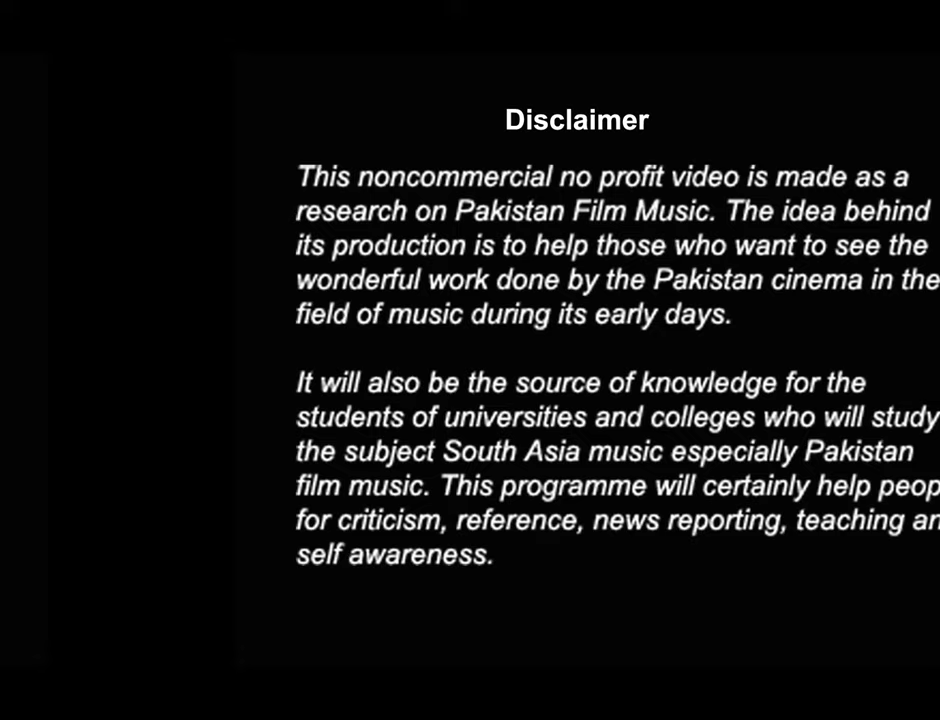 Disclaimer
This noncommercial no profit video is made as a
research on Pakistan Film Music. The idea behind
its production is to help those who want to see the
wonderful work done by the Pakistan cinema in the
field of music during its early days.
It will also be the source of knowledge for the
students of universities and colleges who will study
the subject South Asia music especially Pakistan
film music. This programme will certainly help peop
for criticism, reference, news reporting, teaching an
self awareness.